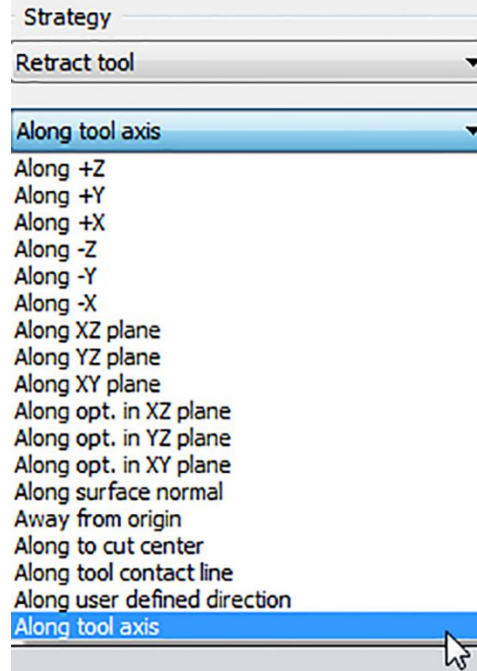 Strategy
Retract tool
Along tool axis
Along +Z
Along +Y
Along +X
Along -Z
Along -Y
Along -X
Along XZ plane
Along YZ plane
Along XY plane
Along opt. in XZ plane
Along opt. in YZ plane
Along opt. in XY plane
Along surface normal
Away from origin
Along to cut center
Along tool contact line
Along user defined direction
Along tool axis